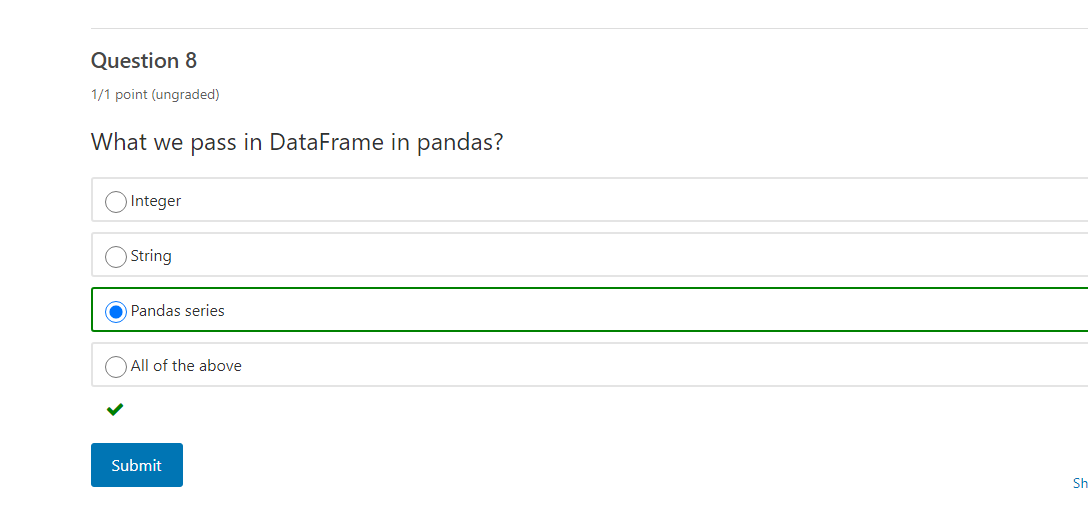 Question 8
1/1 point (ungraded)
What we pass in DataFrame in pandas?
Integer
String
Pandas series
All of the above
Submit
Sh